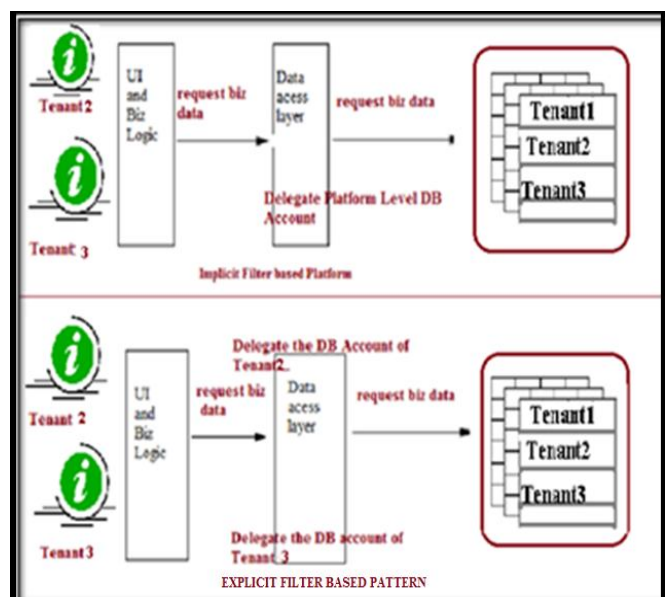 i
Tenant 2
UI
and
Biz
Logic
request biz
data
Data
acess
layer
request biz data
Tenant1
Tenant2
Tenant3
i
Tenant 3
Delegate Platform Level DB
Account
Implicit Filter based Platform
i
Tenant 2
UI
and
Biz
Logic
request biz
data
Delegate the DB Account of
Tenant2.
Data
acess
layer
request biz data
Tenant1
Tenant2
Tenant3
i
Tenant3
Delegate the DB account of
Tenant 3
EXPLICIT FILTER BASED PATTERN